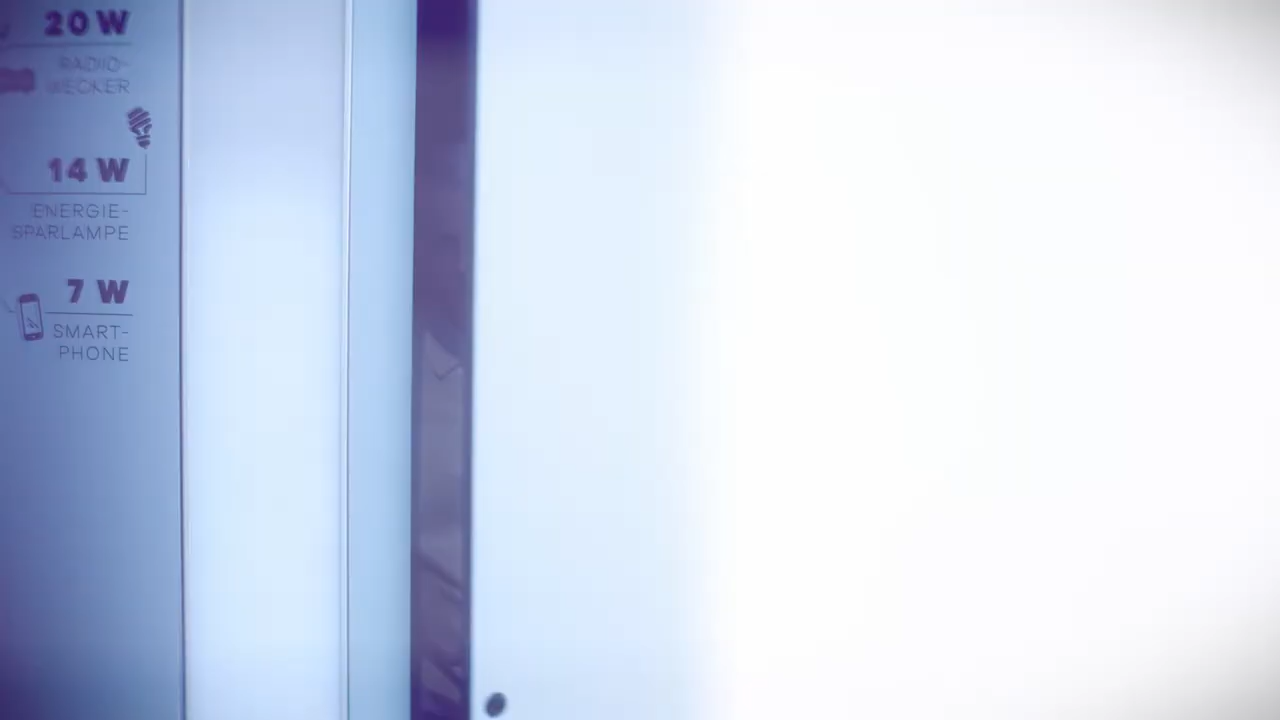 20 W
RADIO-
WECKER
14 W
ENERGIE-
SPARLAMPE
7 W
SMART-
PHONE